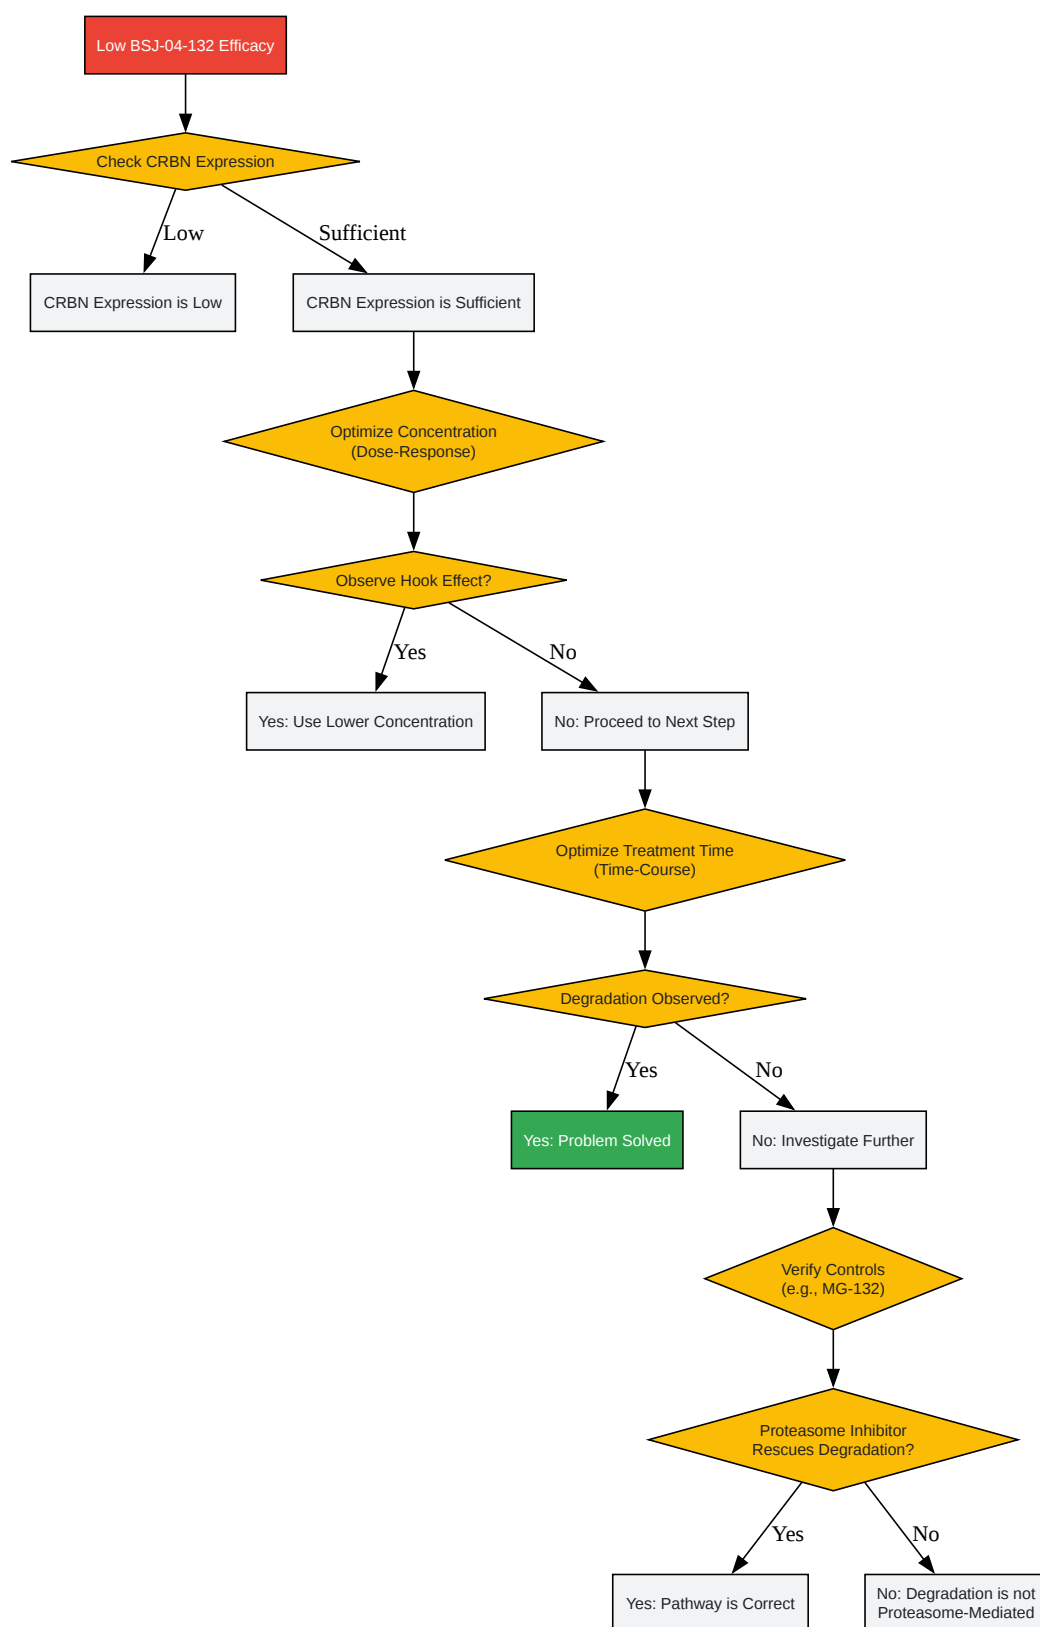 Low BSJ-04-132 Efficacy
Check CRBN Expression
Low
Sufficient
CRBN Expression is Low
CRBN Expression is Sufficient
Optimize Concentration
(Dose-Response)
Observe Hook Effect?
Yes
No
Yes: Use Lower Concentration
No: Proceed to Next Step
Optimize Treatment Time
(Time-Course)
Degradation Observed?
Yes
No
Yes: Problem Solved
No: Investigate Further
Verify Controls
(e.g., MG-132)
Proteasome Inhibitor
Rescues Degradation?
Yes
No
Yes: Pathway is Correct
No: Degradation is not
Proteasome-Mediated